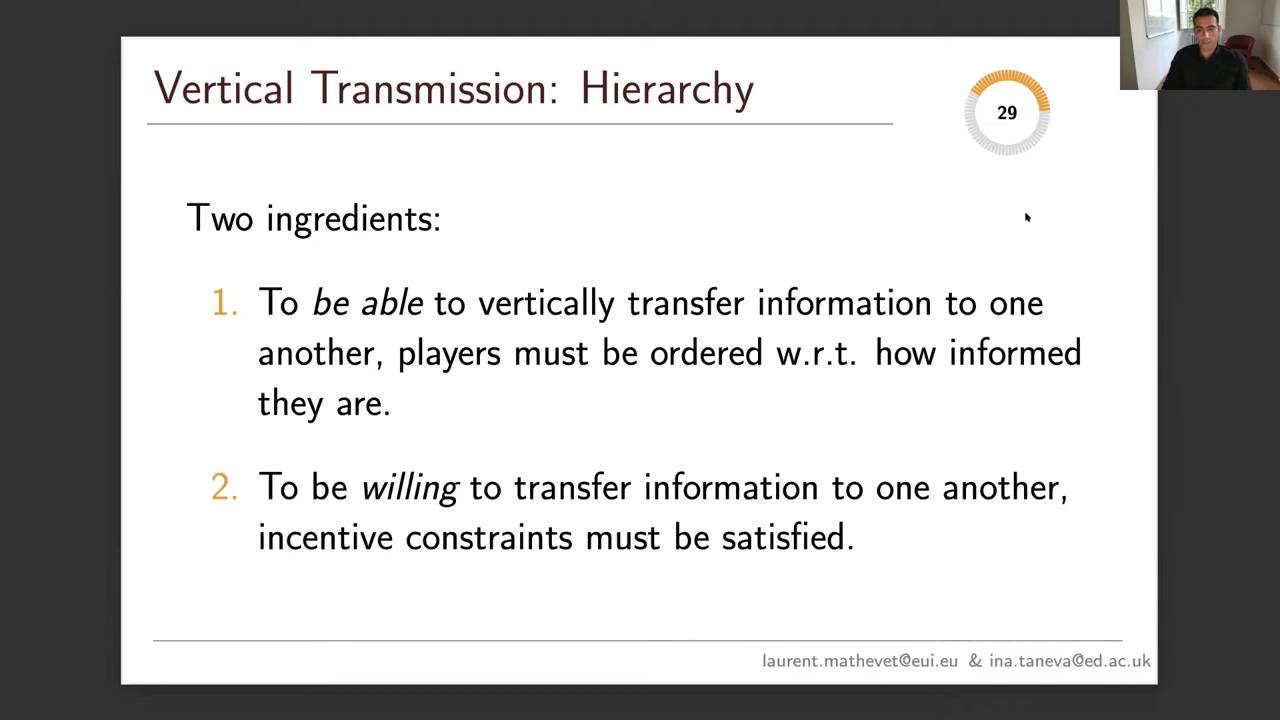 Vertical Transmission: Hierarchy
29
Two ingredients:
1. To be able to vertically transfer information to one
another, players must be ordered w.r.t. how informed
they are.
2. To be willing to transfer information to one another,
incentive constraints must be satisfied.
laurent.mathevet@eui.eu & ina.taneva@ed.ac.uk